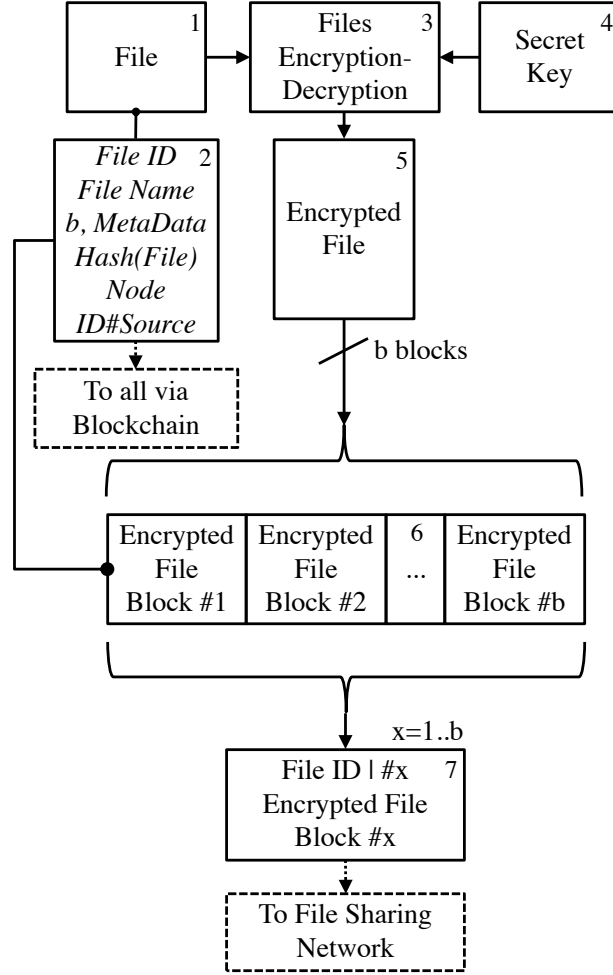 1
File
3
Files
Encryption-
Decryption
4
Secret
Key
2
File ID
File Name
b, MetaData
Hash(File)
Node
ID#Source
5
Encrypted
File
To all via
Blockchain
b blocks
Encrypted
File
Block #1
Encrypted
File
Block #2
6
...
Encrypted
File
Block #b
x=1..b
7
File ID | #x
Encrypted File
Block #x
To File Sharing
Network